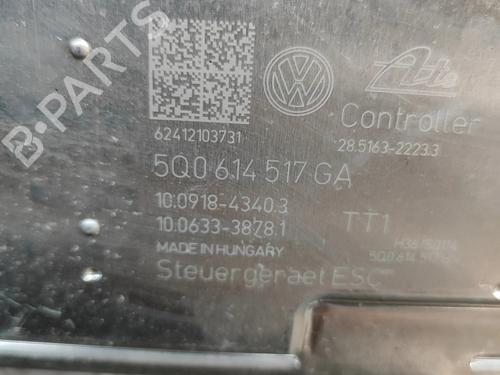 Ate
62412103731
Controller
28.5163-2223.3
5Q0 614 517 GA
10.0918-4340.3
10.0633-3878.1
TT1
MADE IN HUNGARY
Steuergeraet ESC